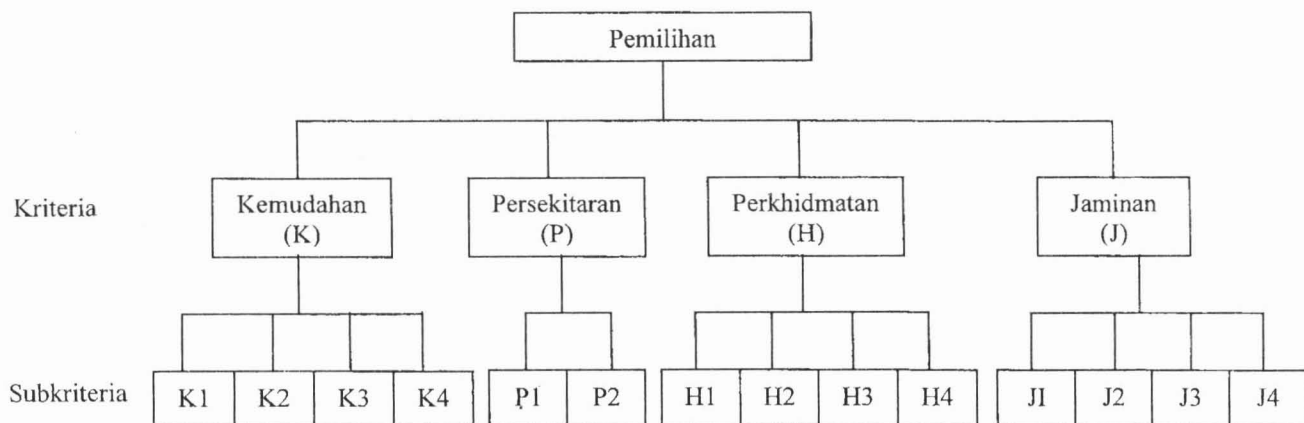 Pemilihan
Kriteria
Kemudahan
(K)
Persekitaran
(P)
Perkhidmatan
(H)
Jaminan
(J)
Subkriteria
K1 K2 K3 K4 P1 P2 H1 H2 H3 H4 J1 J2 J3 J4